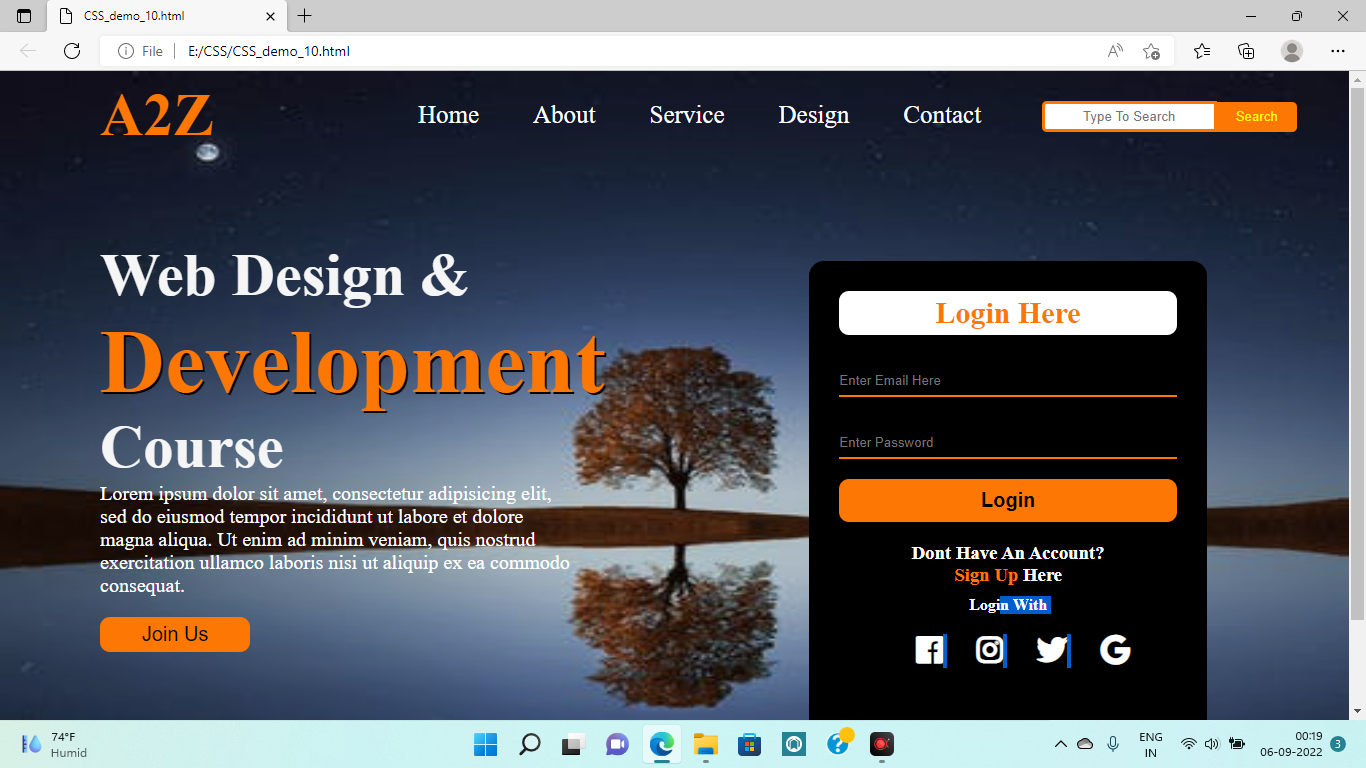 CSS_demo_10.html
File
E:/CSS/CSS_demo_10.html
A2Z
Home About Service Design Contact
Type To Search
Search
Web Design &
Development
Course
Lorem ipsum dolor sit amet, consectetur adipisicing elit,
sed do eiusmod tempor incididunt ut labore et dolore
magna aliqua. Ut enim ad minim veniam, quis nostrud
exercitation ullamco laboris nisi ut aliquip ex ea commodo
consequat.
Join Us
Login Here
Enter Email Here
Enter Password
Login
Dont Have An Account?
Sign Up Here
Login With
74°F
Humid
ENG
IN
00:19
06-09-2022
3